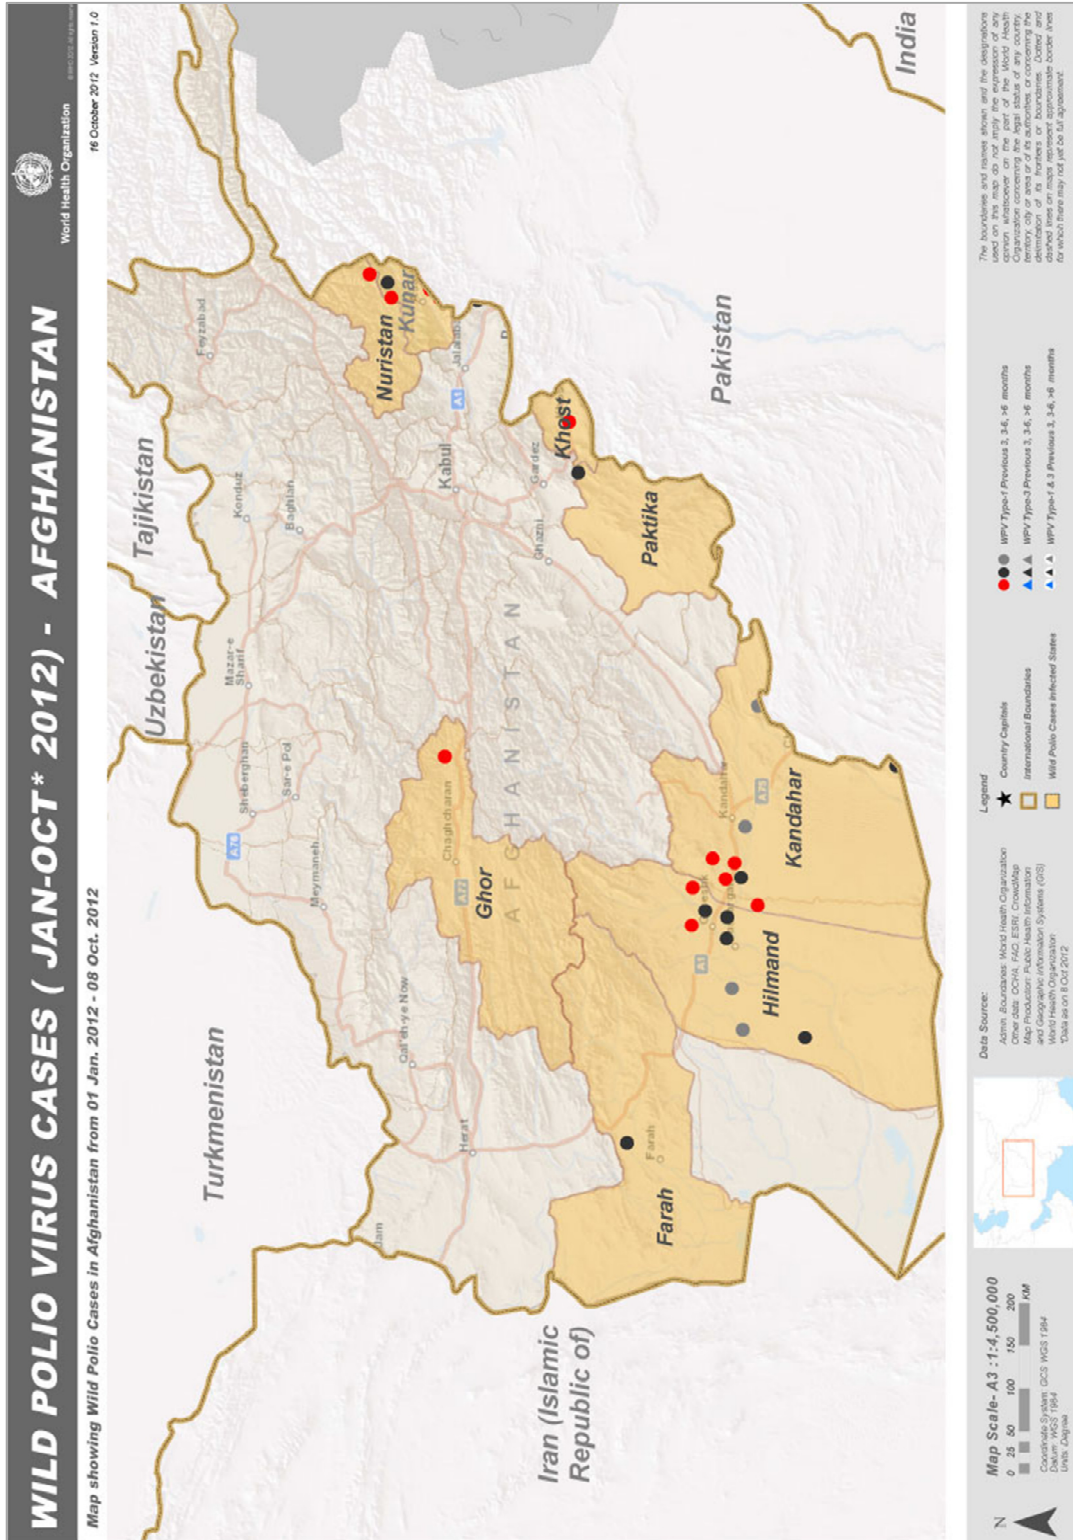 WILD POLIO VIRUS CASES ( JAN-OCT* 2012) - AFGHANISTAN
World Health Organization
Map showing Wild Polio Cases in Afghanistan from 01 Jan. 2012 - 08 Oct. 2012
16 October 2012 Version 1.0
Uzbekistan
Tajikistan
Turkmenistan
Feyzabad
Konduz
Baghlan
Mazar-e
Sharif
Sheberghan
Sar-e Pol
A76
Meymaneh
Nuristan
Kunar
Jalalaba
A1
Kabul
Chaghcharan
A77
Ghor
Qal'eh-ye Now
Herat
AFGHANISTAN
Gardez
Khost
Ghazni
Paktika
Iran (Islamic
Republic of)
Farah
Farah
A1
Kandahar
A75
Kandahar
Hilmand
Pakistan
India
Map Scale- A3 :1:4,500,000
0 25 50 100 150 200
KM
Coordinate System: GCS WGS 1984
Datum: WGS 1984
Units: Degree
N
Data Source:
Admin. Boundaries: World Health Organization
Other data: OCHA, FAO, ESRI, CrowdMap
Map Production: Public Health Information
and Geographic Information Systems (GIS)
World Health Organization
*Data as on 8 Oct 2012
Legend
Country Capitals
International Boundaries
Wild Polio Cases Infected States
WPV Type-1 Previous 3, 3-6, >6 months
WPV Type-3 Previous 3, 3-6, >6 months
WPV Type-1 & 3 Previous 3, 3-6, >6 months
The boundaries and names shown and the designations
used on this map do not imply the expression of any
opinion whatsoever on the part of the World Health
Organization concerning the legal status of any country,
territory, city or area or of its authorities, or concerning the
delimitation of its frontiers or boundaries. Dotted and
dashed lines on maps represent approximate border lines
for which there may not yet be full agreement.